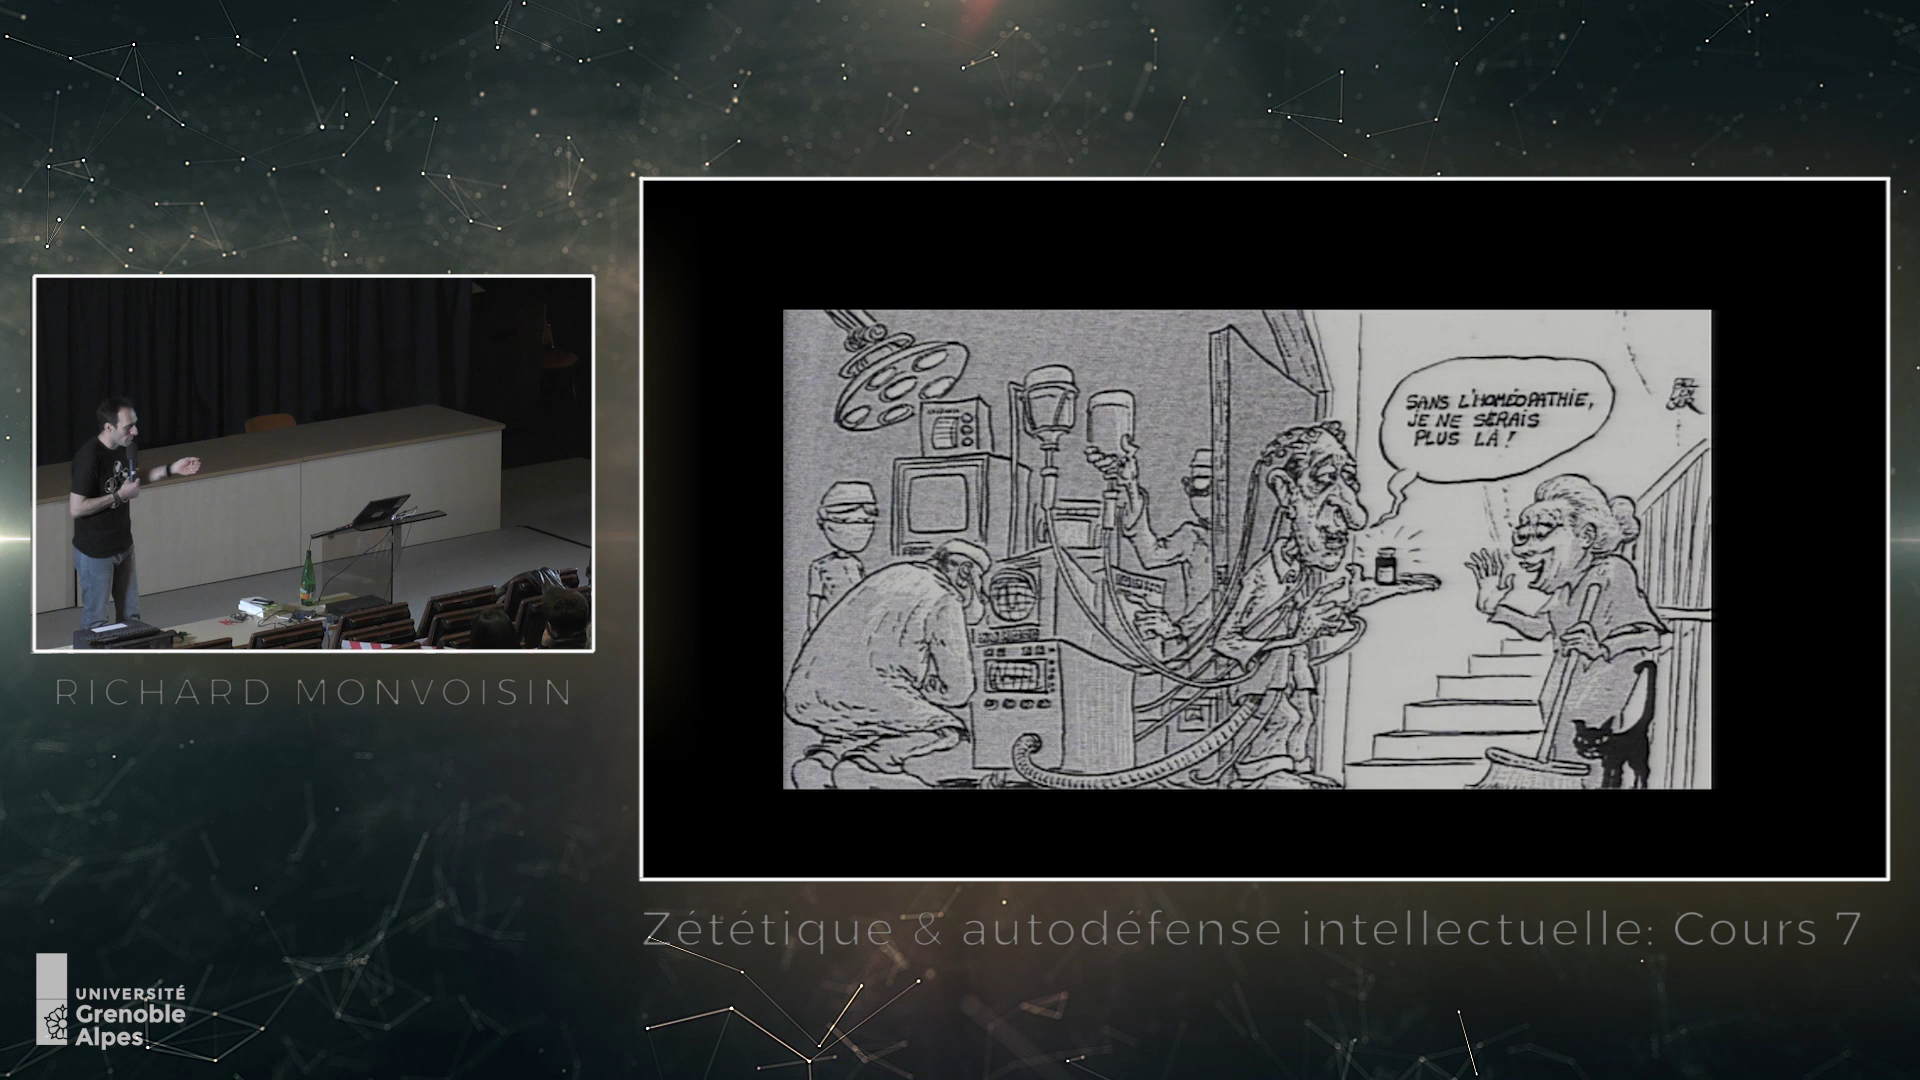 SANS L'HOMÉOPATHIE,
JE NE SERAIS
PLUS LÀ !
RICHARD MONVOISIN
Zététique & autodéfense intellectuelle: Cours 7
UNIVERSITÉ
Grenoble
Alpes